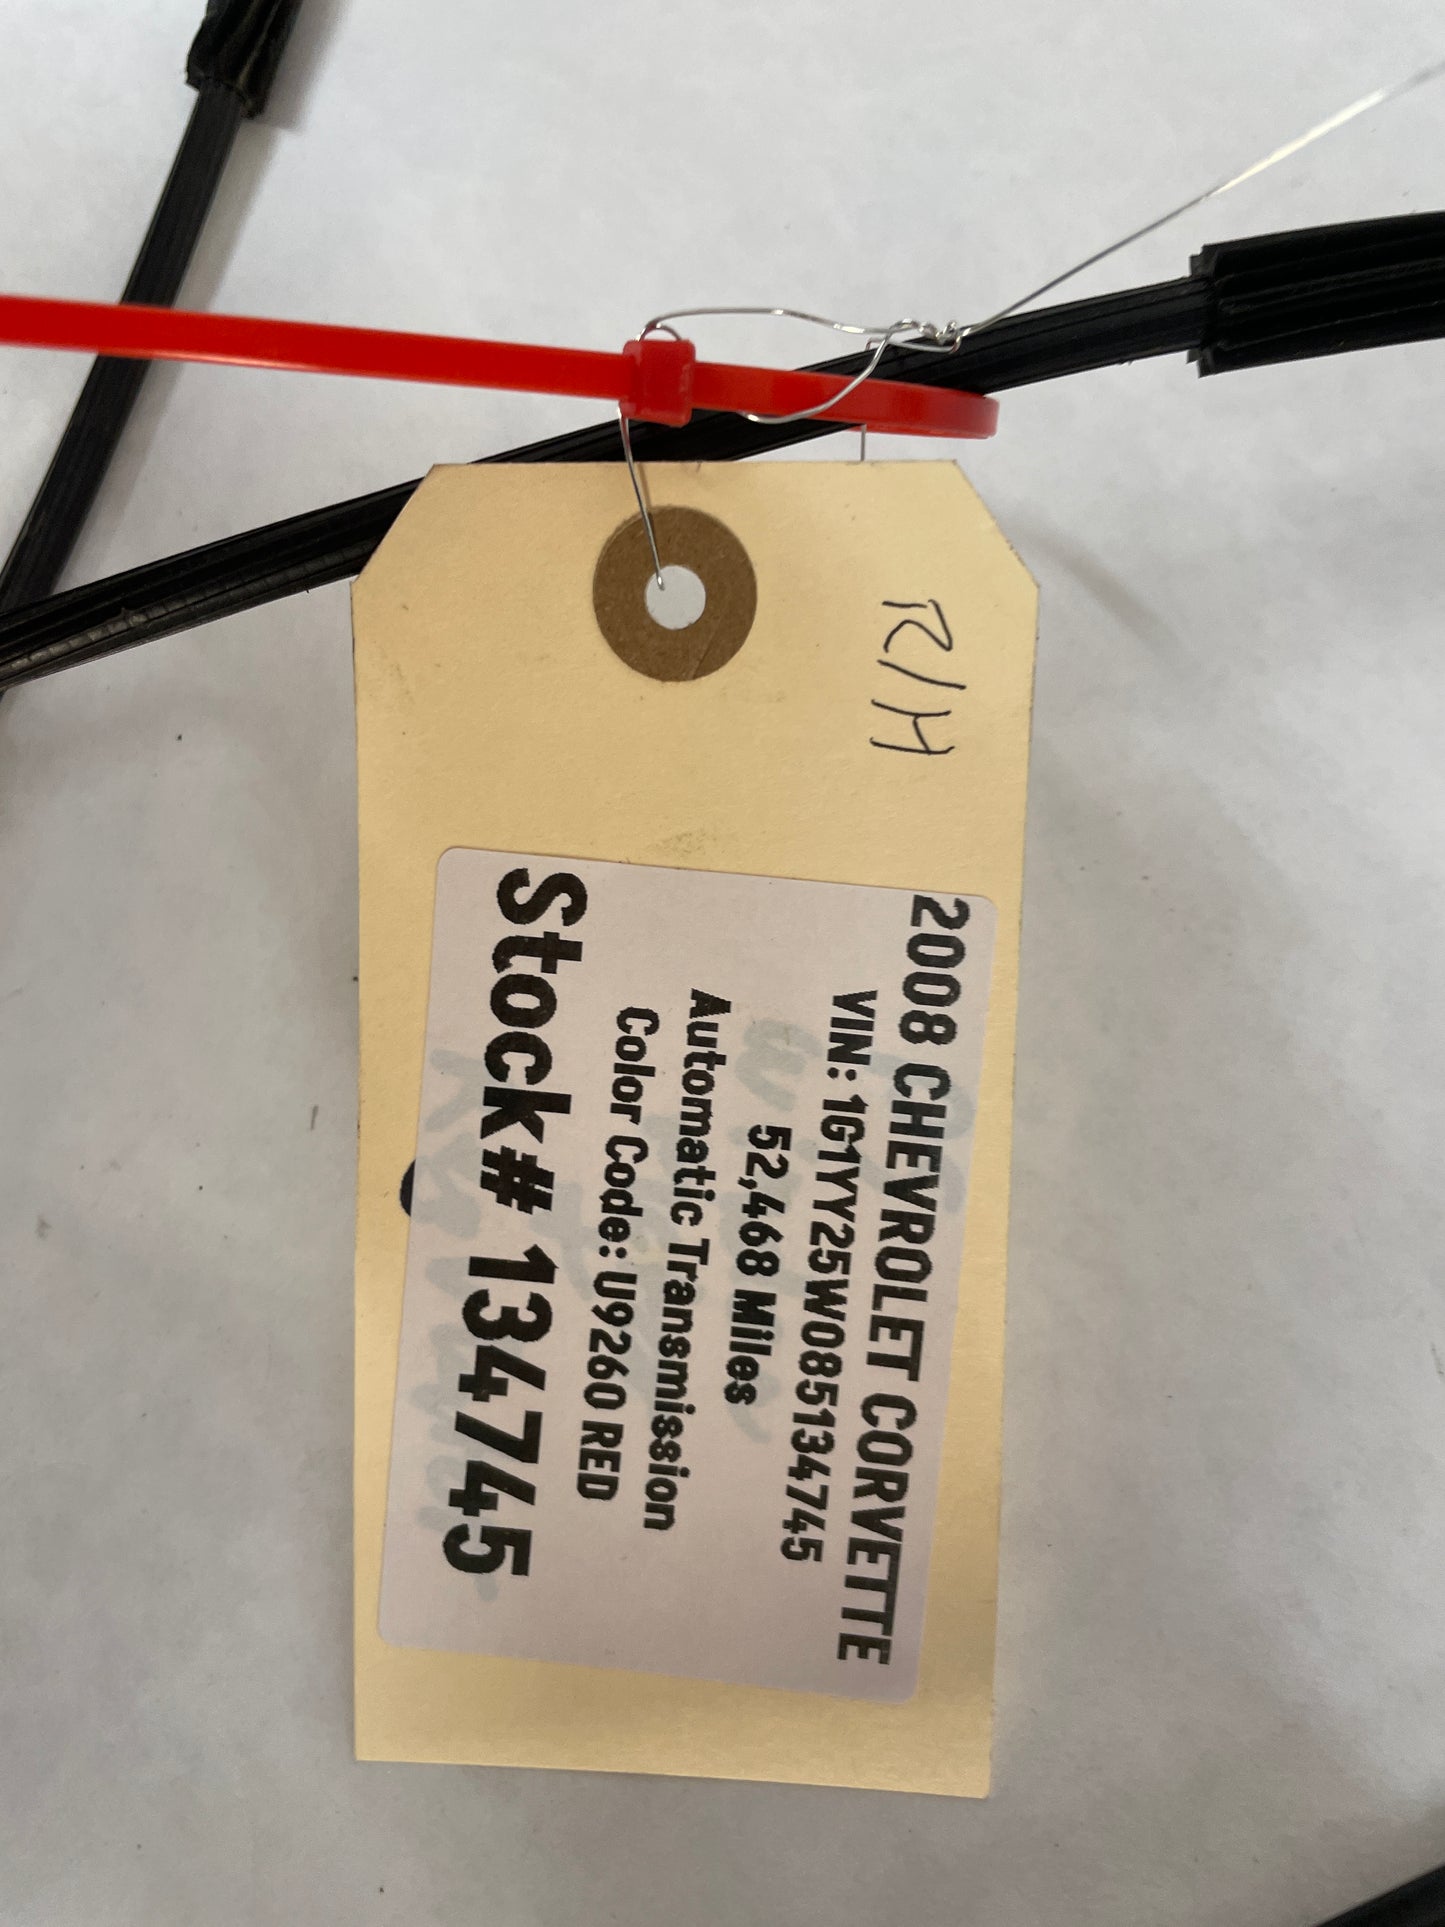 R/H
2008 CHEVROLET CORVETTE
VIN: 1G1YY25W085134745
52,468 Miles
Automatic Transmission
Color Code: U9260 RED
Stock# 134745